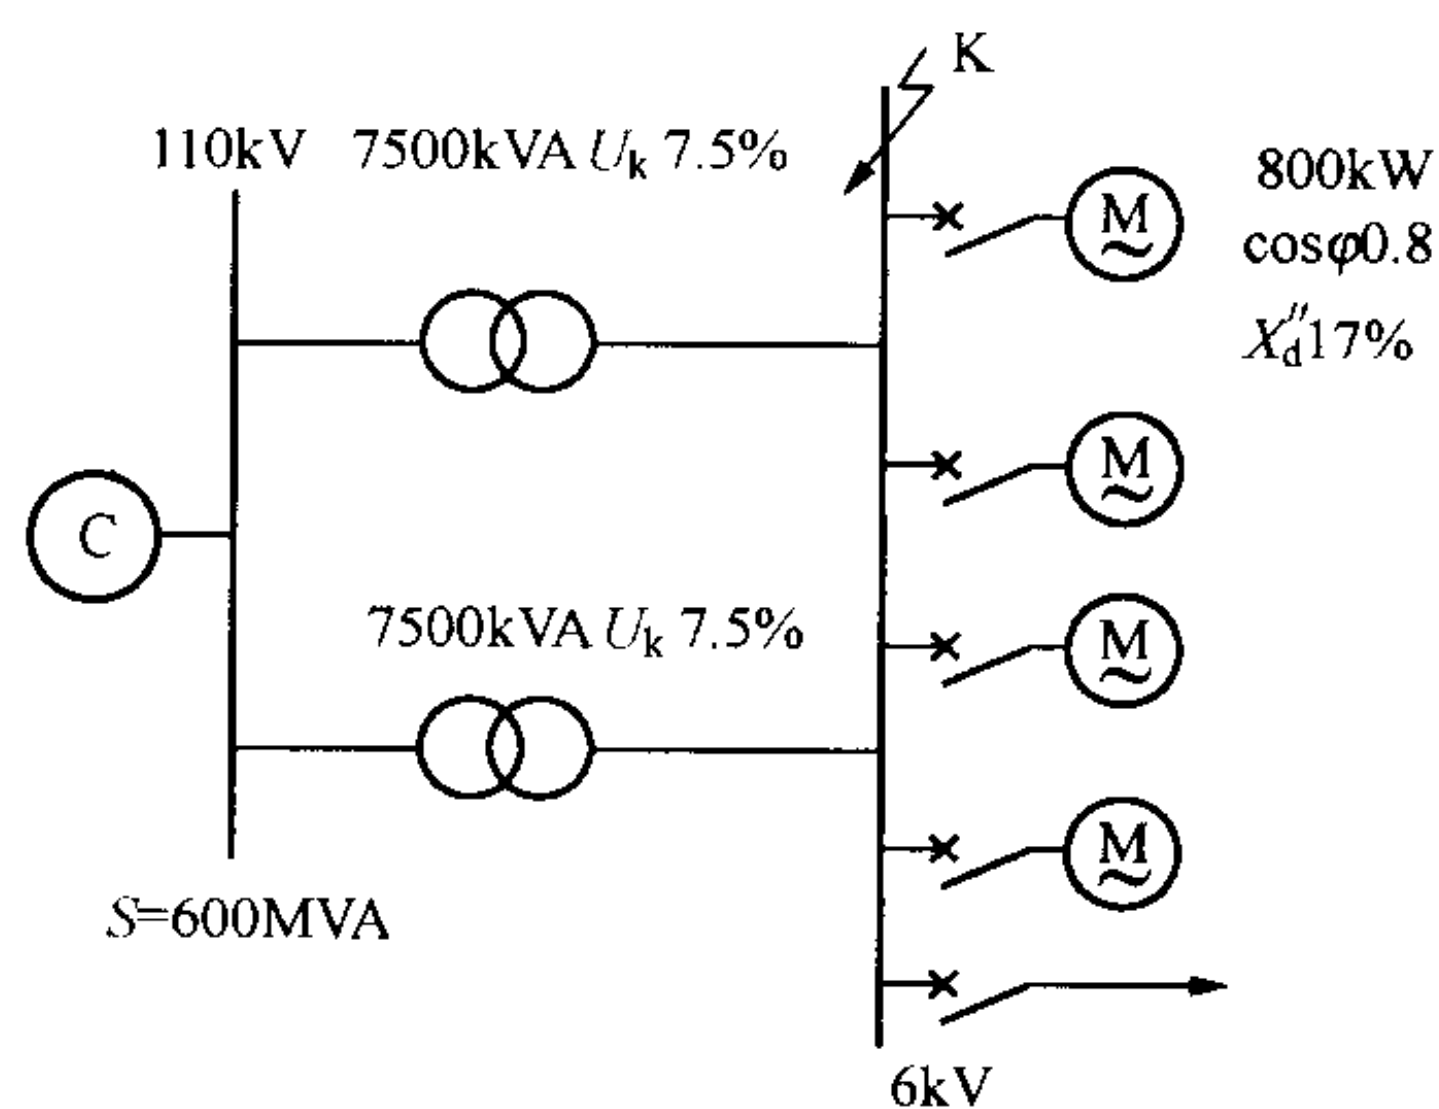 K
110kV
7500kVA Uk 7.5%
M
~
800kW
cosφ0.8
X″d17%
M
~
C
7500kVA Uk 7.5%
M
~
M
~
S=600MVA
6kV